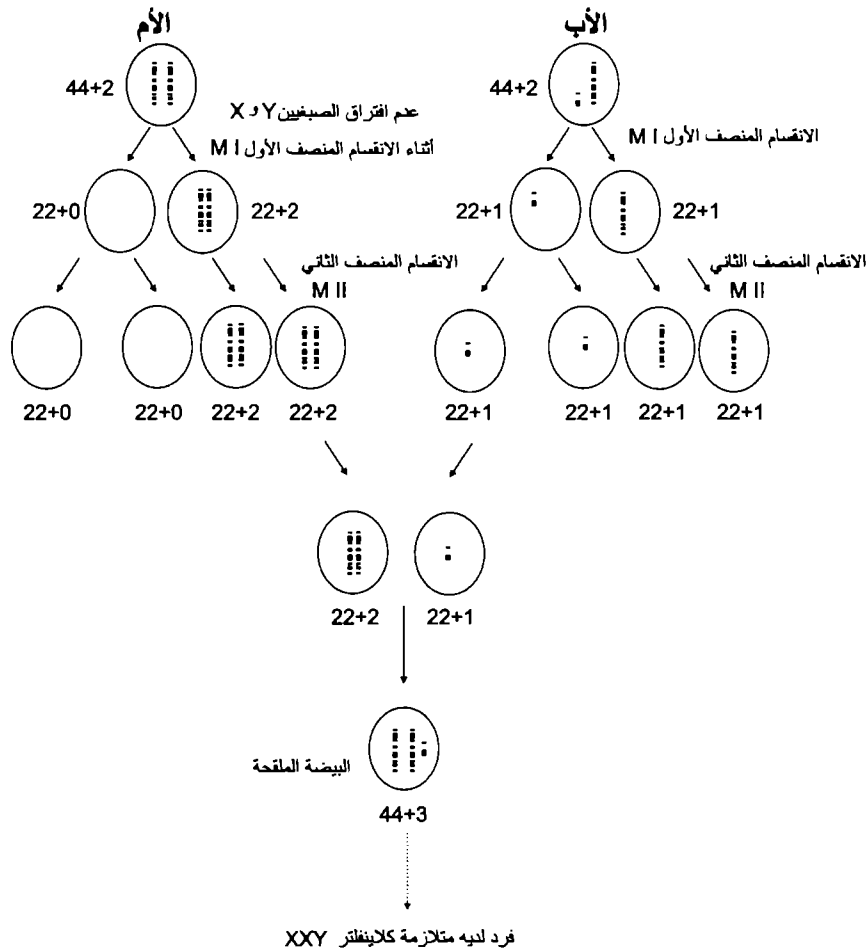 الأم
الأب
44+2
44+2
عدم افتراق الصبغيين X و Y
أثناء الانقسام المنصف الأول M I
الانقسام المنصف الأول M I
22+0
22+2
22+1
22+1
الانقسام المنصف الثاني
M II
الانقسام المنصف الثاني
M II
22+0
22+0
22+2
22+2
22+1
22+1
22+1
22+1
22+2
22+1
البيضة الملقحة
44+3
فرد لديه متلازمة كلاينفلتر XXY